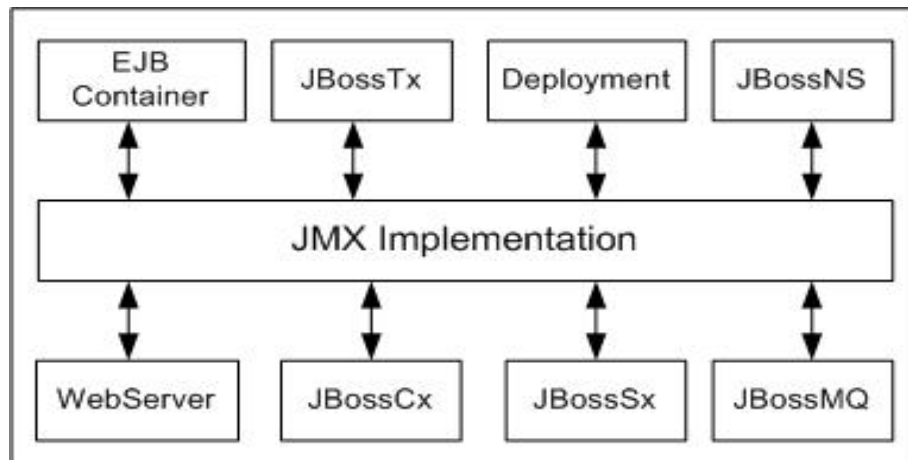 EJB
Container
JBossTx
Deployment
JBossNS
JMX Implementation
WebServer
JBossCx
JBossSx
JBossMQ